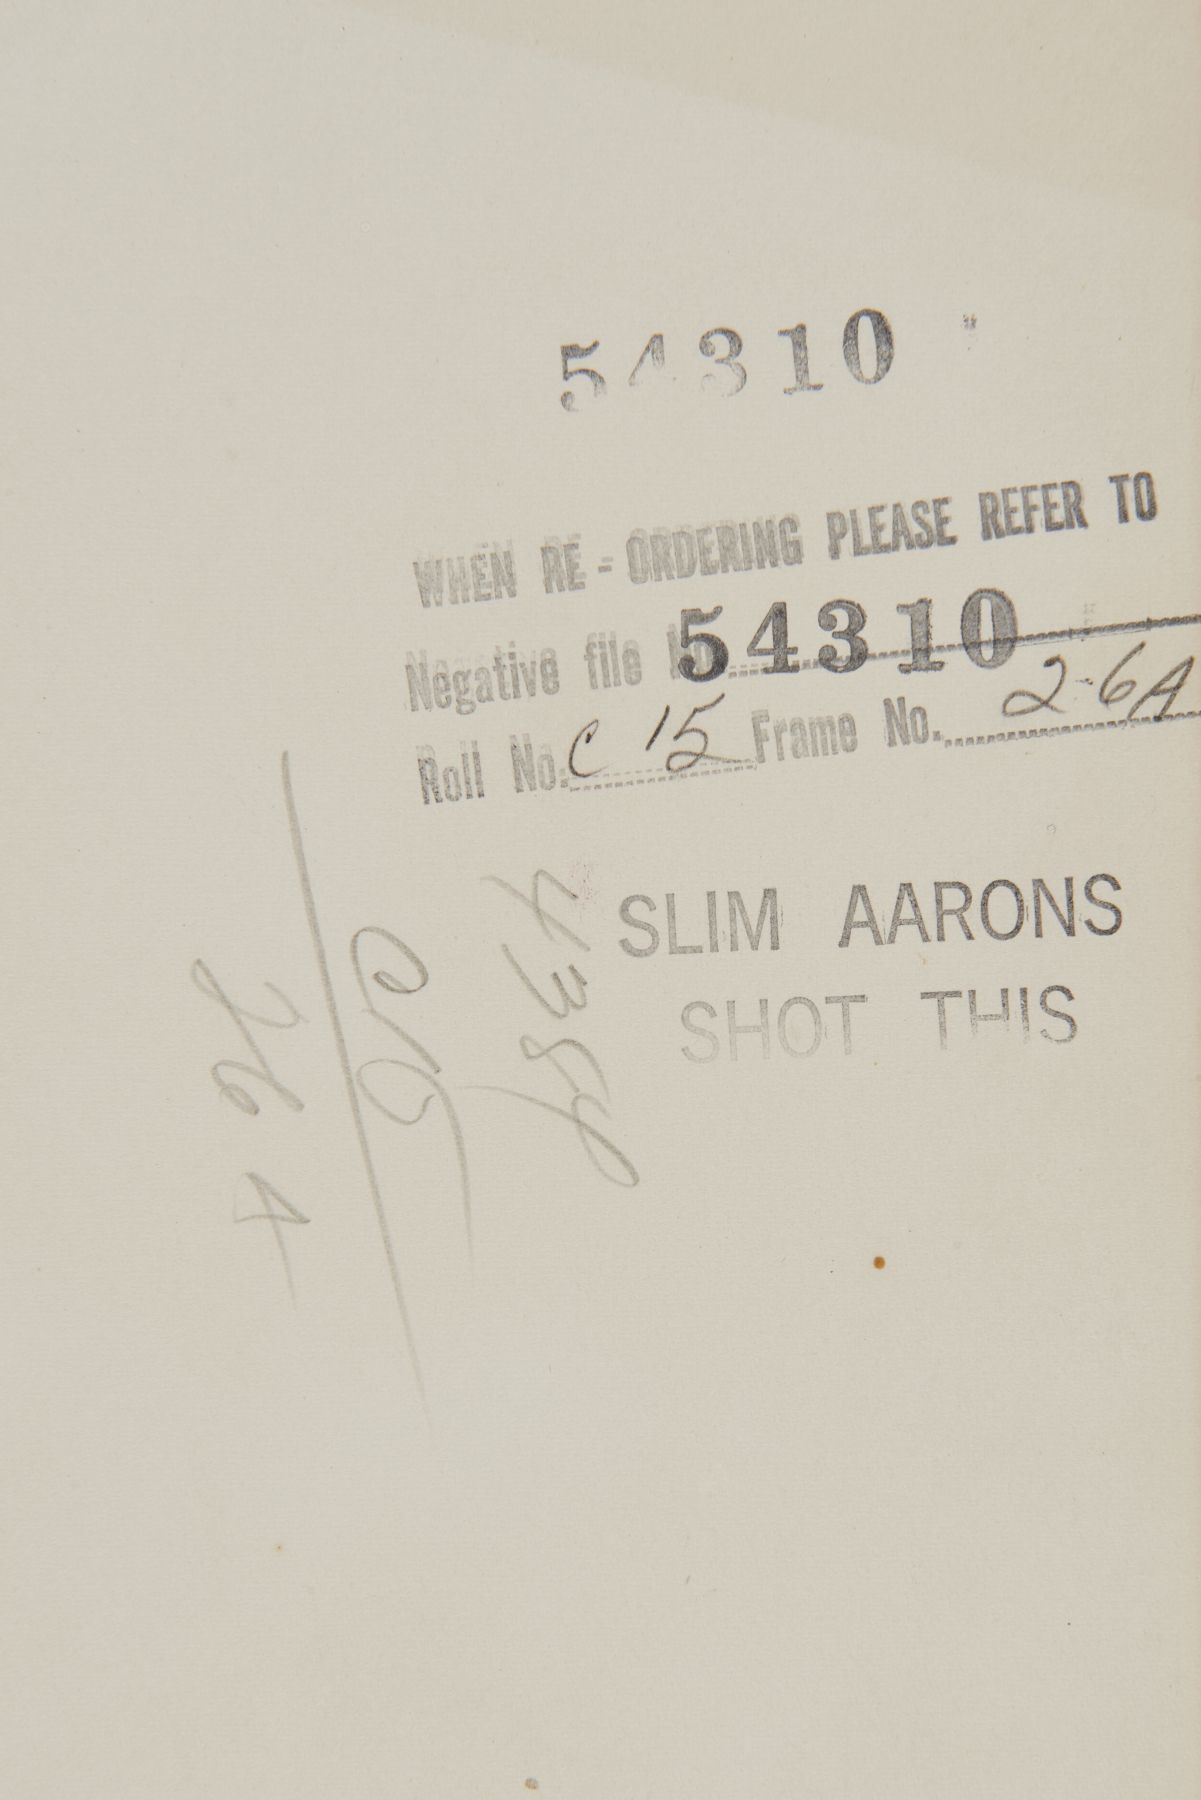 54310
WHEN RE-ORDERING PLEASE REFER TO
Negative file No. 54310
Roll No. C 15 Frame No. 2-6A
SLIM AARONS
SHOT THIS